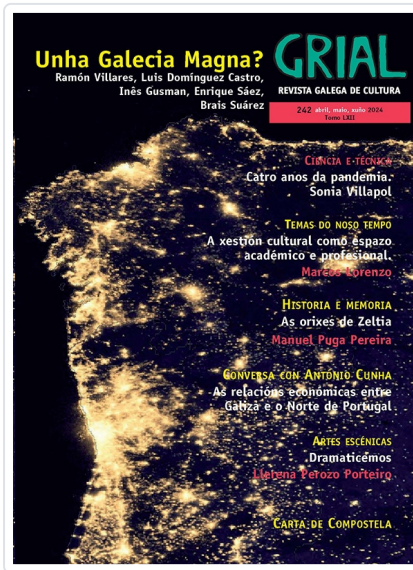 Unha Galecia Magna?
Ramón Villares, Luis Domínguez Castro,
Inês Gusman, Enrique Sáez,
Brais Suárez
GRIAL
REVISTA GALEGA DE CULTURA
242 abril, maio, xuño 2024
Tomo LXII
CIENCIA E TÉCNICA
Catro anos da pandemia.
Sonia Villapol
TEMAS DO NOSO TEMPO
A xestión cultural como espazo
académico e profesional.
Marcos Lorenzo
HISTORIA E MEMORIA
As orixes de Zeltia
Manuel Puga Pereira
CONVERSA CON ANTÓNIO CUNHA
As relacións económicas entre
Galiza e o Norte de Portugal
ARTES ESCÉNICAS
Dramaticemos
Llerena Perozo Porteiro
CARTA DE COMPOSTELA